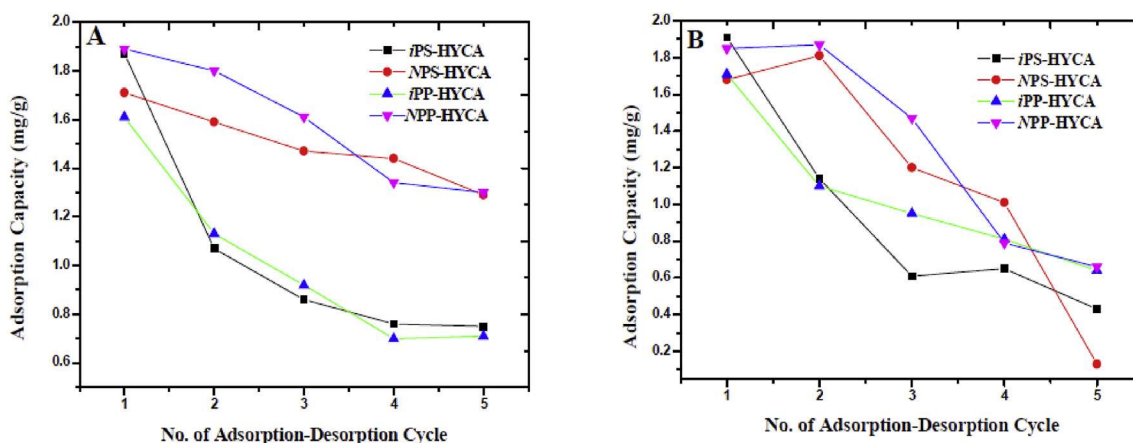 A
iPS-HYCA
NPS-HYCA
iPP-HYCA
NPP-HYCA
2.0
1.8
1.6
1.4
1.2
1.0
0.8
0.6
Adsorption Capacity (mg/g)
1 2 3 4 5
No. of Adsorption-Desorption Cycle
B
iPS-HYCA
NPS-HYCA
iPP-HYCA
NPP-HYCA
2.0
1.8
1.6
1.4
1.2
1.0
0.8
0.6
0.4
0.2
Adsorption Capacity (mg/g)
1 2 3 4 5
No. of Adsorption-Desorption Cycle